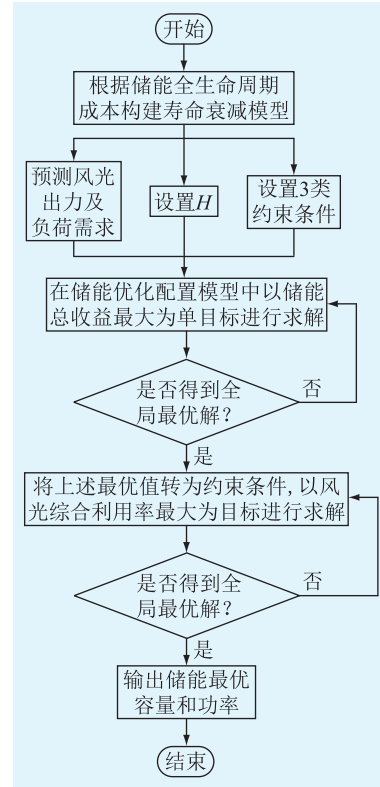 开始
根据储能全生命周期
成本构建寿命衰减模型
预测风光
出力及
负荷需求
设置H
设置3类
约束条件
在储能优化配置模型中以储能
总收益最大为单目标进行求解
是否得到全
局最优解?
否
是
将上述最优值转为约束条件,以风
光综合利用率最大为目标进行求解
是否得到全
局最优解?
否
是
输出储能最优
容量和功率
结束